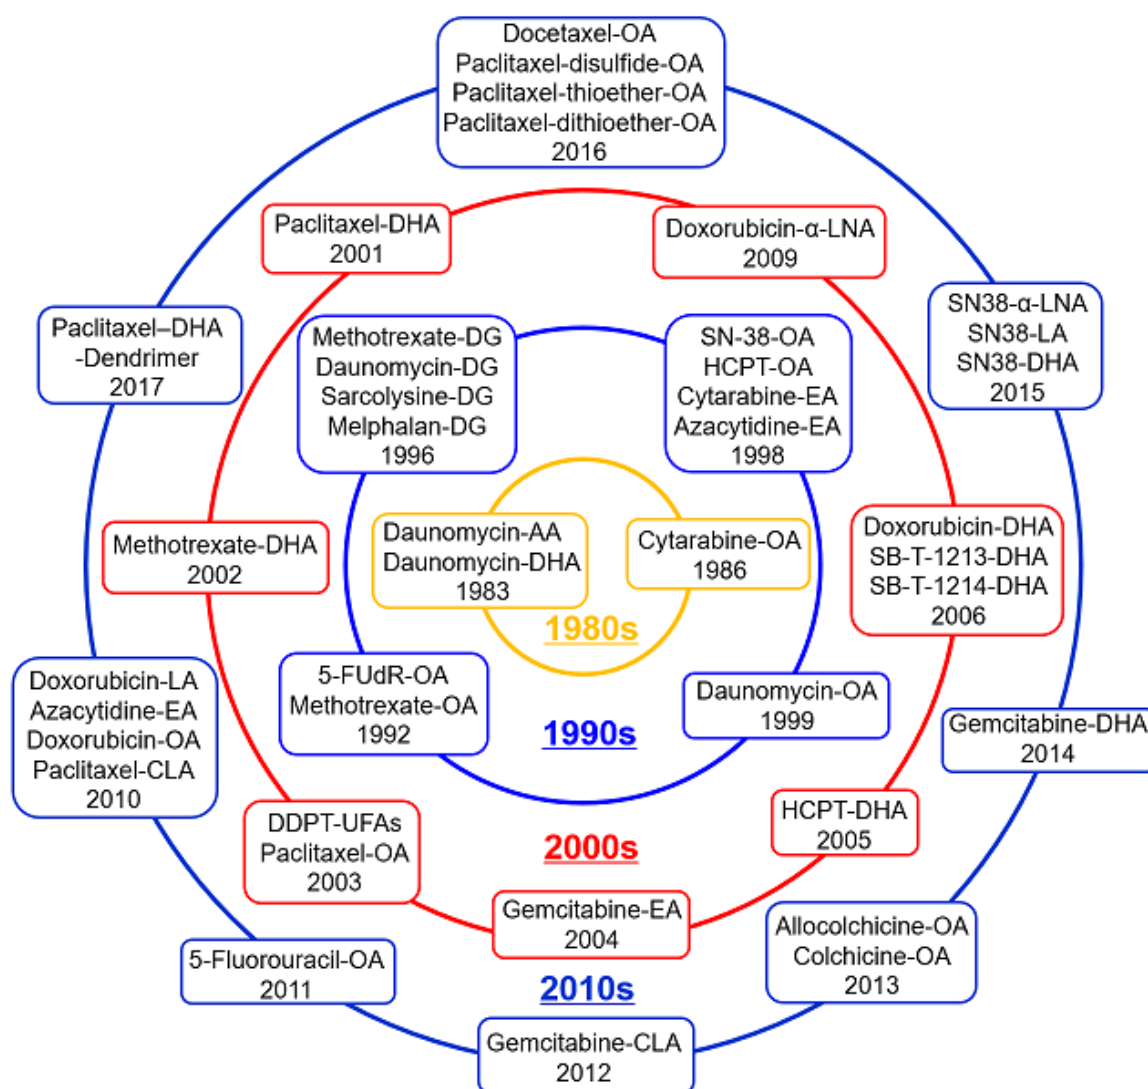 Docetaxel-OA
Paclitaxel-disulfide-OA
Paclitaxel-thioether-OA
Paclitaxel-dithioether-OA
2016
Paclitaxel-DHA
2001
Doxorubicin-α-LNA
2009
Paclitaxel–DHA
-Dendrimer
2017
Methotrexate-DG
Daunomycin-DG
Sarcolysine-DG
Melphalan-DG
1996
SN-38-OA
HCPT-OA
Cytarabine-EA
Azacytidine-EA
1998
SN38-α-LNA
SN38-LA
SN38-DHA
2015
Methotrexate-DHA
2002
Daunomycin-AA
Daunomycin-DHA
1983
Cytarabine-OA
1986
Doxorubicin-DHA
SB-T-1213-DHA
SB-T-1214-DHA
2006
1980s
Doxorubicin-LA
Azacytidine-EA
Doxorubicin-OA
Paclitaxel-CLA
2010
5-FUdR-OA
Methotrexate-OA
1992
Daunomycin-OA
1999
Gemcitabine-DHA
2014
1990s
DDPT-UFAs
Paclitaxel-OA
2003
HCPT-DHA
2005
2000s
Gemcitabine-EA
2004
5-Fluorouracil-OA
2011
Allocolchicine-OA
Colchicine-OA
2013
2010s
Gemcitabine-CLA
2012